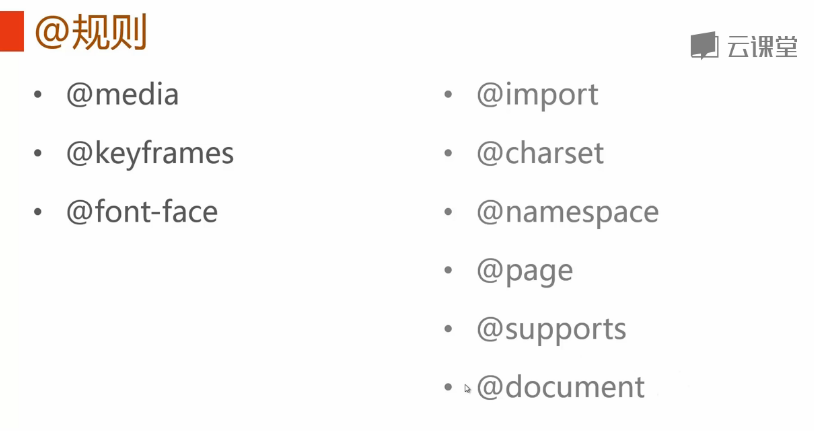 @规则
云课堂
• @media
• @keyframes
• @font-face
• @import
• @charset
• @namespace
• @page
• @supports
• @document